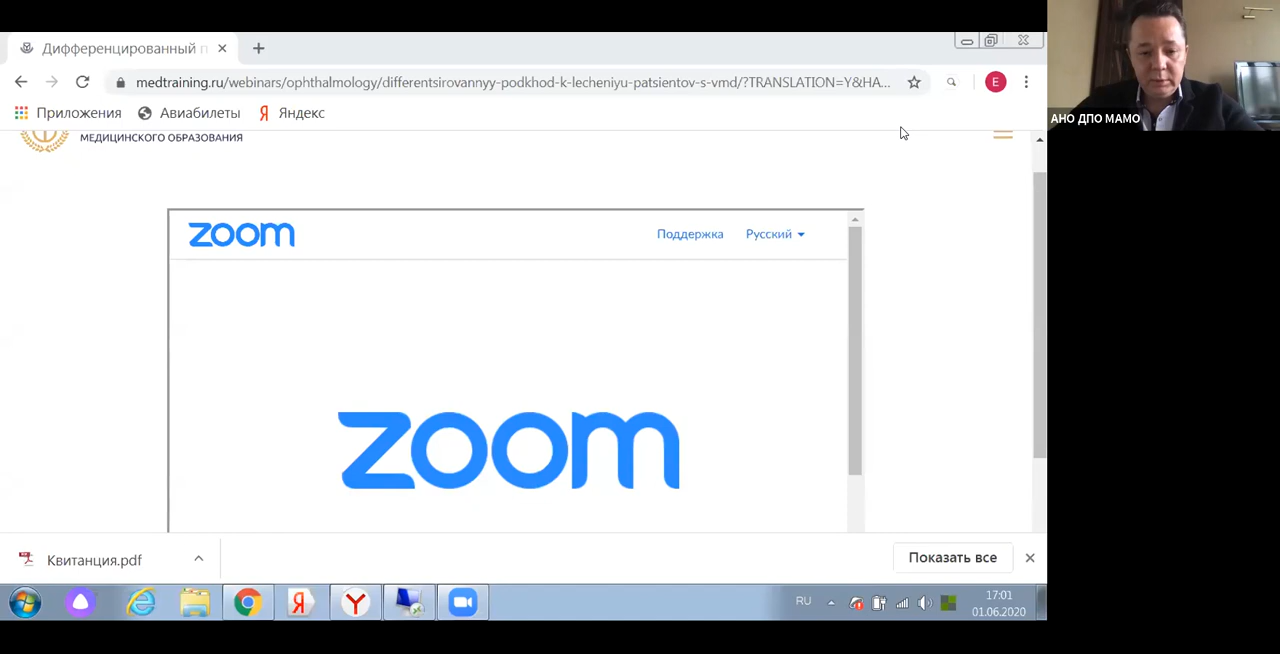 Дифференцированный п
medtraining.ru/webinars/ophthalmology/differentsirovannyy-podkhod-k-lecheniyu-patsientov-s-vmd/?TRANSLATION=Y&HA...
E
Приложения Авиабилеты Я Яндекс
МЕДИЦИНСКОГО ОБРАЗОВАНИЯ
АНО ДПО МАМО
zoom
Поддержка Русский
zoom
Квитанция.pdf
Показать все
RU
17:01
01.06.2020